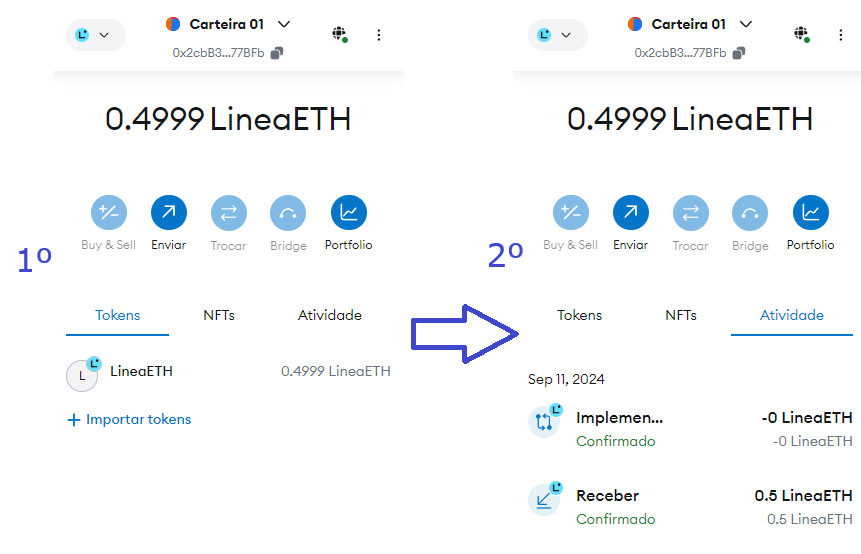 Carteira 01
0x2cbB3...77BFb
0.4999 LineaETH
Buy & Sell Enviar Trocar Bridge Portfolio
1º
Tokens NFTs Atividade
L LineaETH 0.4999 LineaETH
+ Importar tokens
Carteira 01
0x2cbB3...77BFb
0.4999 LineaETH
Buy & Sell Enviar Trocar Bridge Portfolio
2º
Tokens NFTs Atividade
Sep 11, 2024
Implemen... -0 LineaETH
Confirmado -0 LineaETH
Receber 0.5 LineaETH
Confirmado 0.5 LineaETH